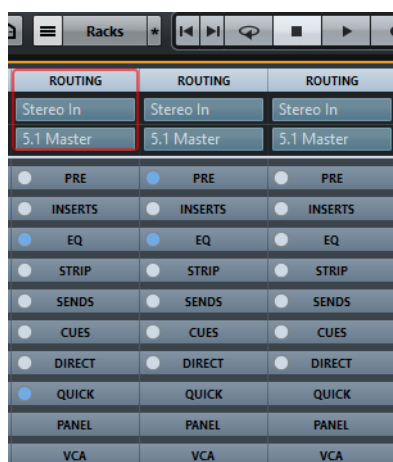 Racks *
ROUTING ROUTING ROUTING
Stereo In Stereo In Stereo In
5.1 Master 5.1 Master 5.1 Master
PRE PRE PRE
INSERTS INSERTS INSERTS
EQ EQ EQ
STRIP STRIP STRIP
SENDS SENDS SENDS
CUES CUES CUES
DIRECT DIRECT DIRECT
QUICK QUICK QUICK
PANEL PANEL PANEL
VCA VCA VCA